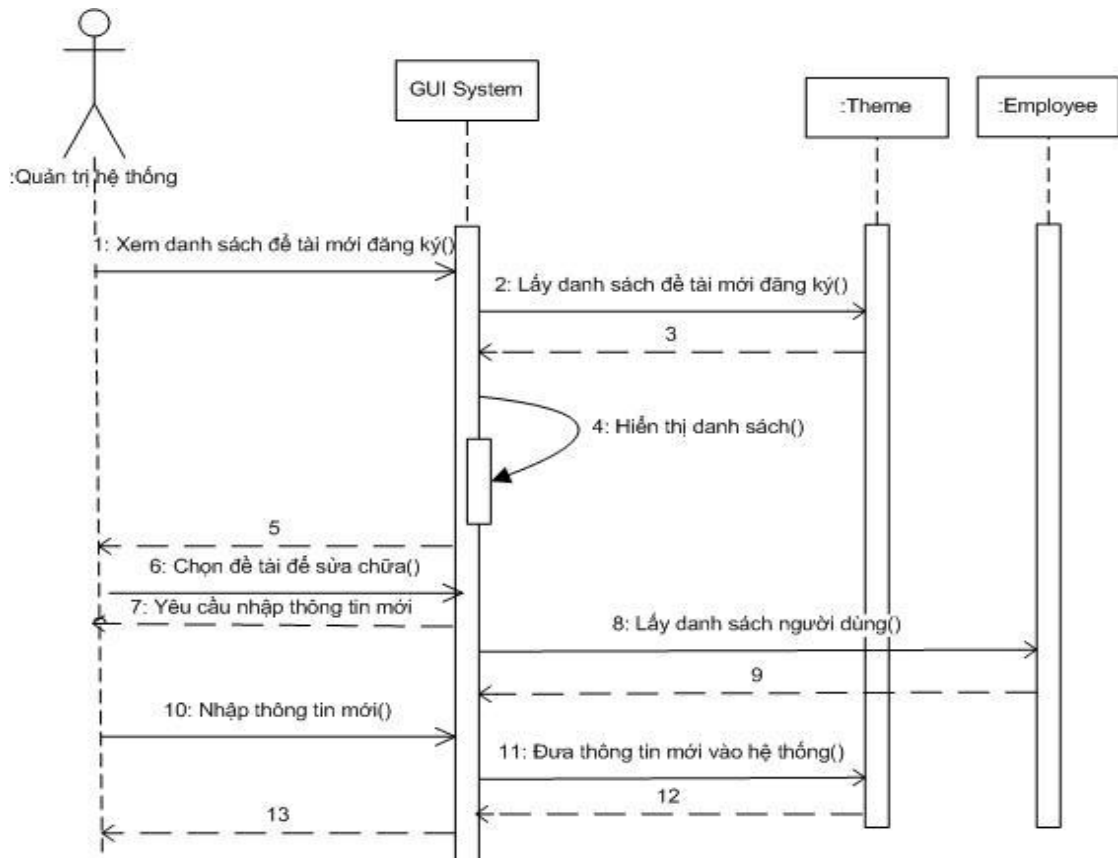 GUI System
:Theme
:Employee
:Quản trị hệ thống
1: Xem danh sách để tài mới đăng ký()
2: Lấy danh sách đề tài mới đăng ký()
3
4: Hiển thị danh sách()
5
6: Chọn đề tài để sửa chữa()
7: Yêu cầu nhập thông tin mới
8: Lấy danh sách người dùng()
9
10: Nhập thông tin mới()
11: Đưa thông tin mới vào hệ thống()
12
13